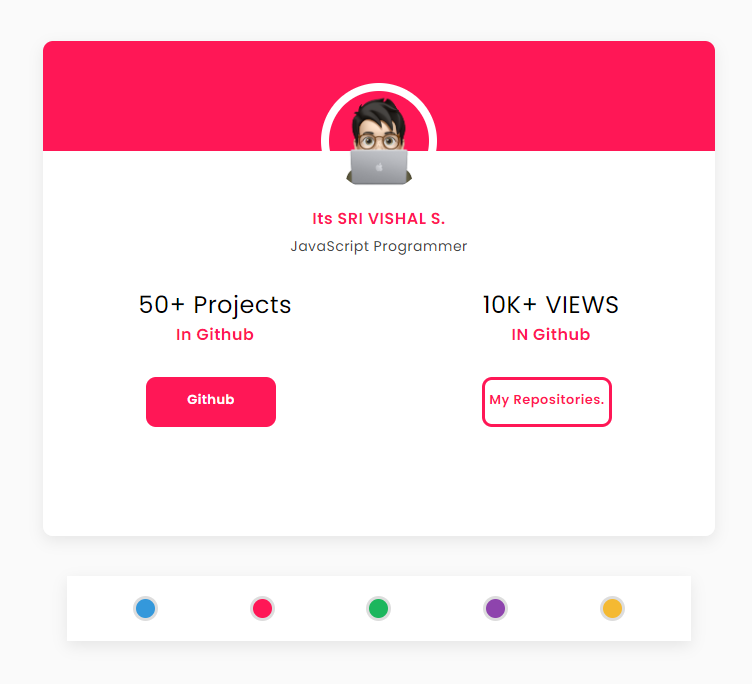 Its SRI VISHAL S.
JavaScript Programmer
50+ Projects
In Github
10K+ VIEWS
IN Github
Github
My Repositories.